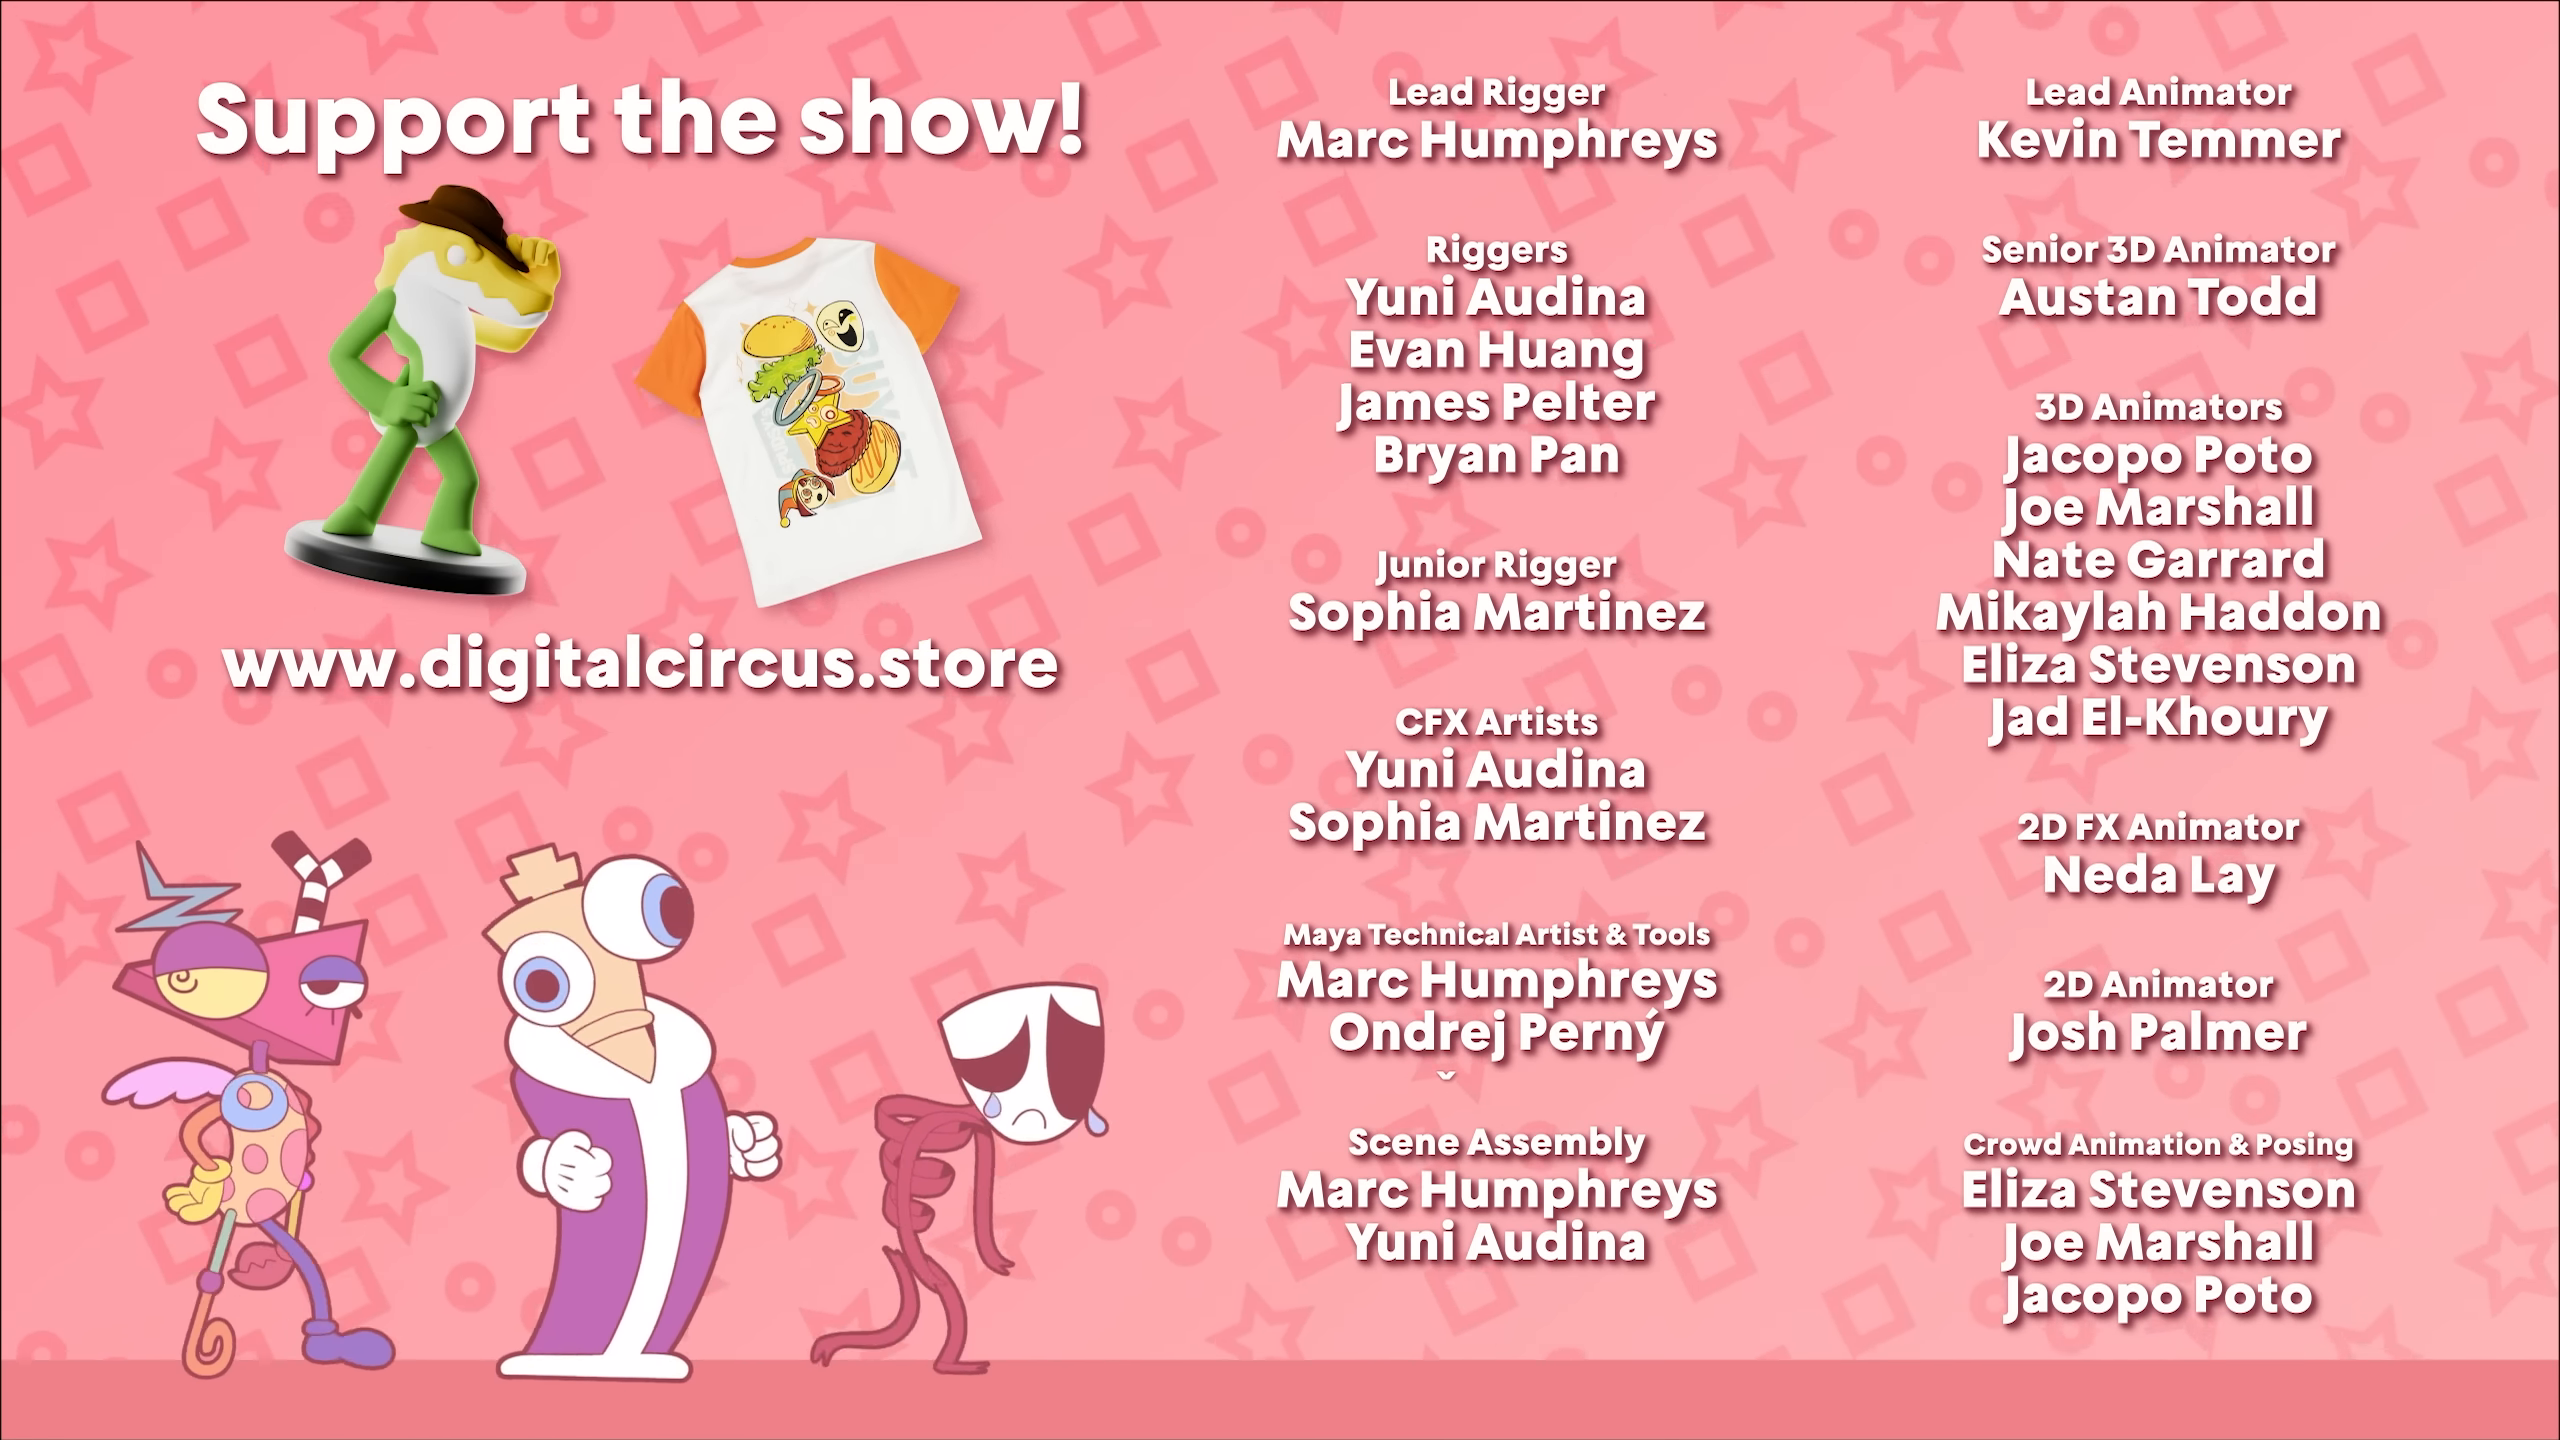 Support the show!
www.digitalcircus.store
Lead Rigger
Marc Humphreys
Riggers
Yuni Audina
Evan Huang
James Pelter
Bryan Pan
Junior Rigger
Sophia Martinez
CFX Artists
Yuni Audina
Sophia Martinez
Maya Technical Artist & Tools
Marc Humphreys
Ondrej Perný
Scene Assembly
Marc Humphreys
Yuni Audina
Lead Animator
Kevin Temmer
Senior 3D Animator
Austan Todd
3D Animators
Jacopo Poto
Joe Marshall
Nate Garrard
Mikaylah Haddon
Eliza Stevenson
Jad El-Khoury
2D FX Animator
Neda Lay
2D Animator
Josh Palmer
Crowd Animation & Posing
Eliza Stevenson
Joe Marshall
Jacopo Poto